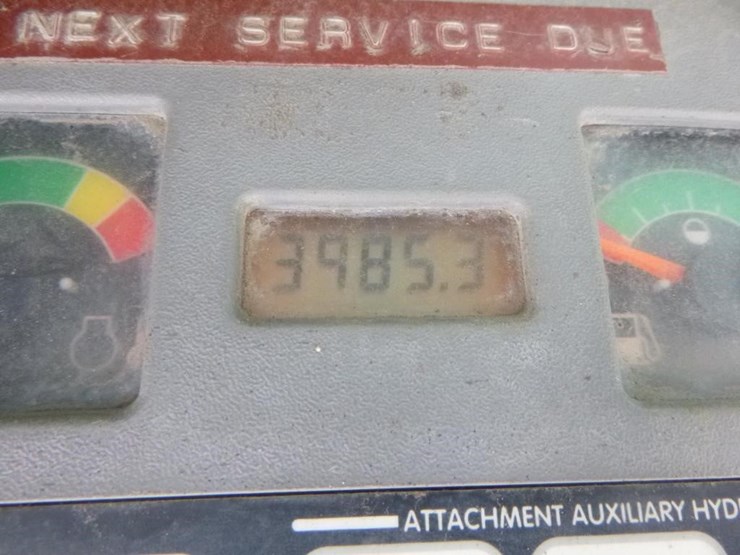 NEXT SERVICE DUE
3985.3
ATTACHMENT AUXILIARY HYD